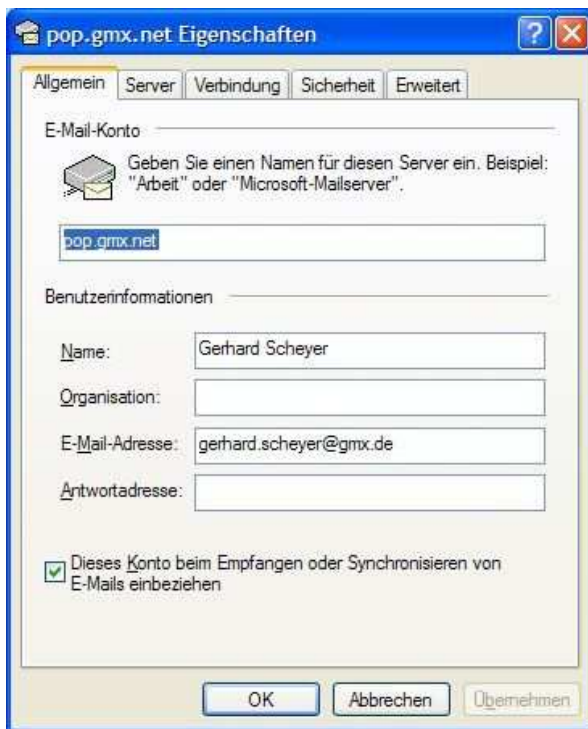 pop.gmx.net Eigenschaften
Allgemein Server Verbindung Sicherheit Erweitert
E-Mail-Konto
Geben Sie einen Namen für diesen Server ein. Beispiel:
"Arbeit" oder "Microsoft-Mailserver".
pop.gmx.net
Benutzerinformationen
Name: Gerhard Scheyer
Organisation:
E-Mail-Adresse: gerhard.scheyer@gmx.de
Antwortadresse:
Dieses Konto beim Empfangen oder Synchronisieren von
E-Mails einbeziehen
OK Abbrechen Übernehmen